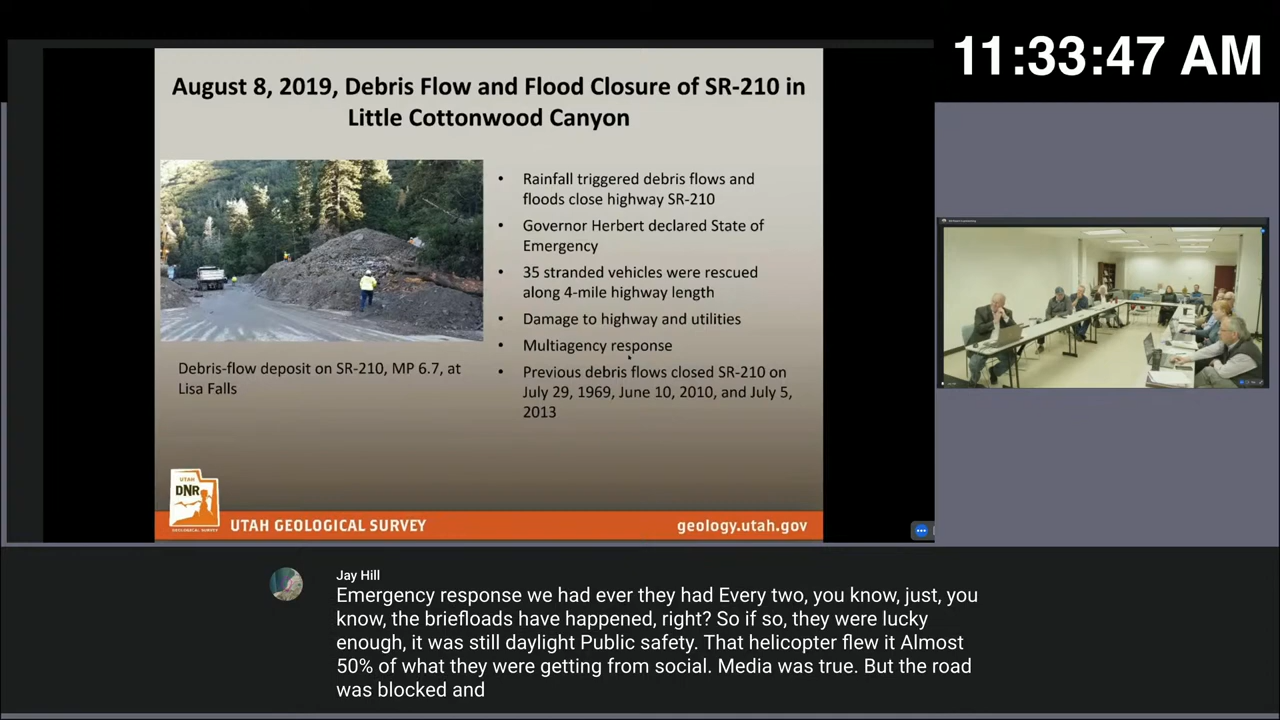 11:33:47 AM
August 8, 2019, Debris Flow and Flood Closure of SR-210 in
Little Cottonwood Canyon
• Rainfall triggered debris flows and
floods close highway SR-210
• Governor Herbert declared State of
Emergency
• 35 stranded vehicles were rescued
along 4-mile highway length
• Damage to highway and utilities
• Multiagency response
• Previous debris flows closed SR-210 on
July 29, 1969, June 10, 2010, and July 5,
2013
Debris-flow deposit on SR-210, MP 6.7, at
Lisa Falls
UTAH
DNR
GEOLOGICAL SURVEY
UTAH GEOLOGICAL SURVEY
geology.utah.gov
Jay Hill
Emergency response we had ever they had Every two, you know, just, you
know, the briefloads have happened, right? So if so, they were lucky
enough, it was still daylight Public safety. That helicopter flew it Almost
50% of what they were getting from social. Media was true. But the road
was blocked and